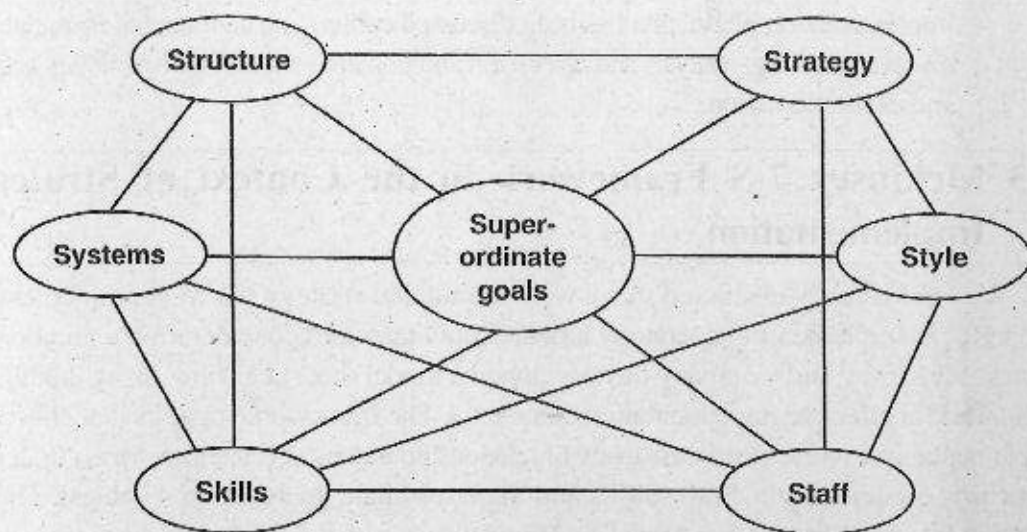 Structure
Strategy
Systems
Super-
ordinate
goals
Style
Skills
Staff